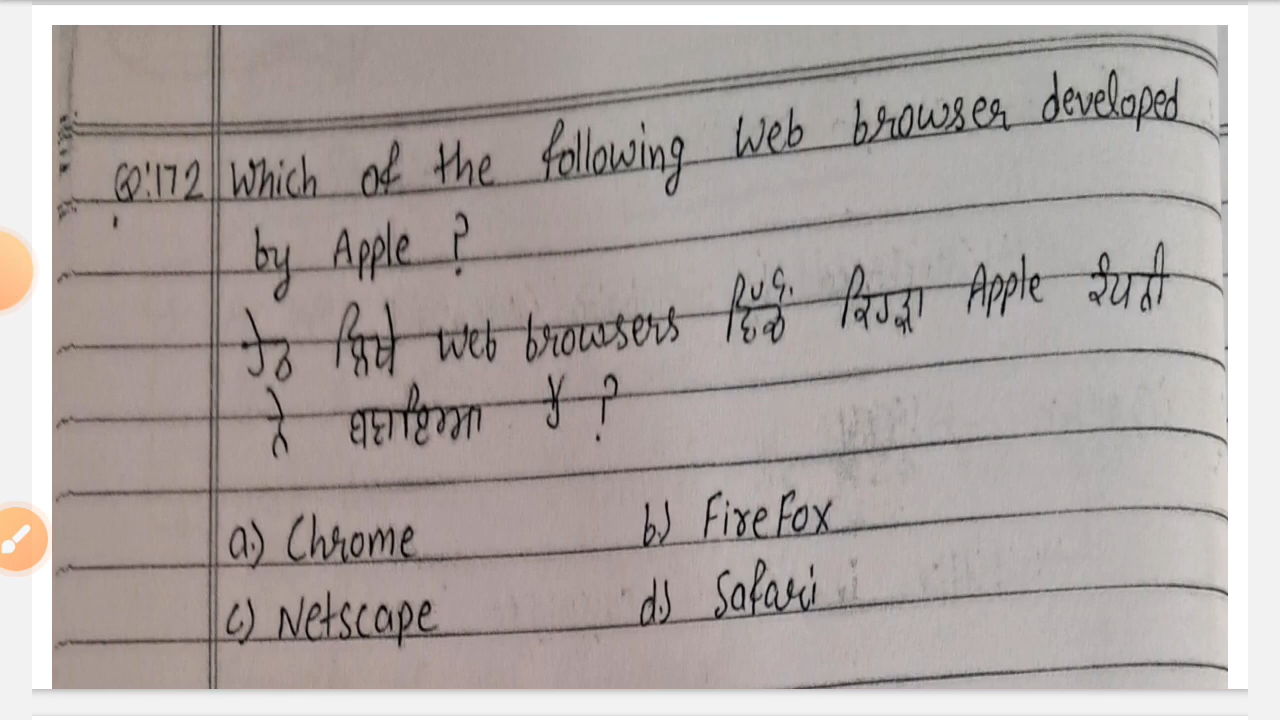 Q:172 Which of the following Web browser developed
by Apple ?
ਹੇਠ ਲਿਖੇ web browsers ਵਿੱਚੋਂ ਕਿਹੜਾ Apple ਕੰਪਨੀ
ਨੇ ਬਣਾਇਆ ਹੈ ?
a.) Chrome b.) FireFox
c.) Netscape d.) Safari